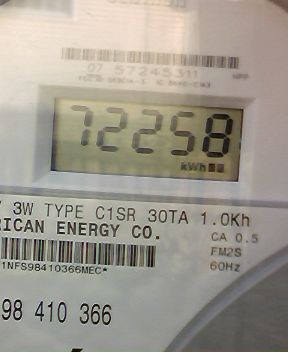 07 57245311
72258
kWh
3W TYPE C1SR 30TA 1.0Kh
RICAN ENERGY CO.
CA 0.5
FM2S
1NFS98410366MEC*
60Hz
98 410 366